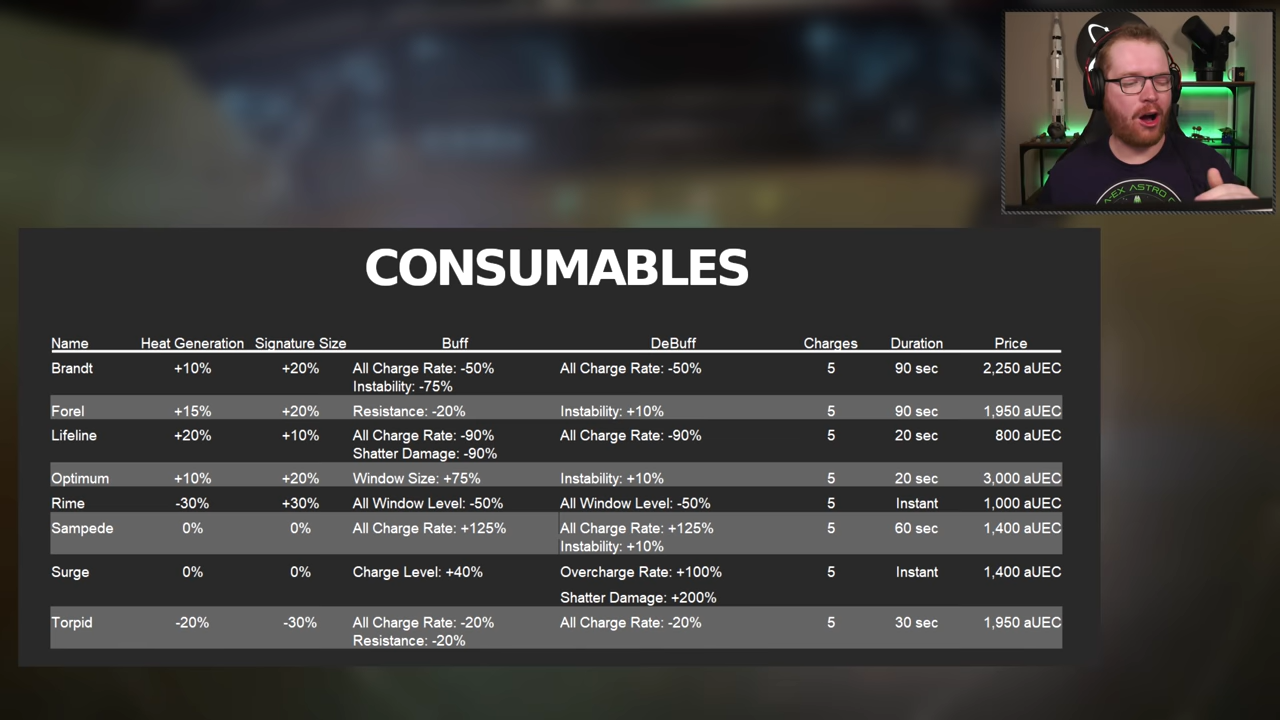 -EX ASTRO
CONSUMABLES
Name Heat Generation Signature Size Buff DeBuff Charges Duration Price
Brandt +10% +20% All Charge Rate: -50% All Charge Rate: -50% 5 90 sec 2,250 aUEC
Instability: -75%
Forel +15% +20% Resistance: -20% Instability: +10% 5 90 sec 1,950 aUEC
Lifeline +20% +10% All Charge Rate: -90% All Charge Rate: -90% 5 20 sec 800 aUEC
Shatter Damage: -90%
Optimum +10% +20% Window Size: +75% Instability: +10% 5 20 sec 3,000 aUEC
Rime -30% +30% All Window Level: -50% All Window Level: -50% 5 Instant 1,000 aUEC
Sampede 0% 0% All Charge Rate: +125% All Charge Rate: +125% 5 60 sec 1,400 aUEC
Instability: +10%
Surge 0% 0% Charge Level: +40% Overcharge Rate: +100% 5 Instant 1,400 aUEC
Shatter Damage: +200%
Torpid -20% -30% All Charge Rate: -20% All Charge Rate: -20% 5 30 sec 1,950 aUEC
Resistance: -20%